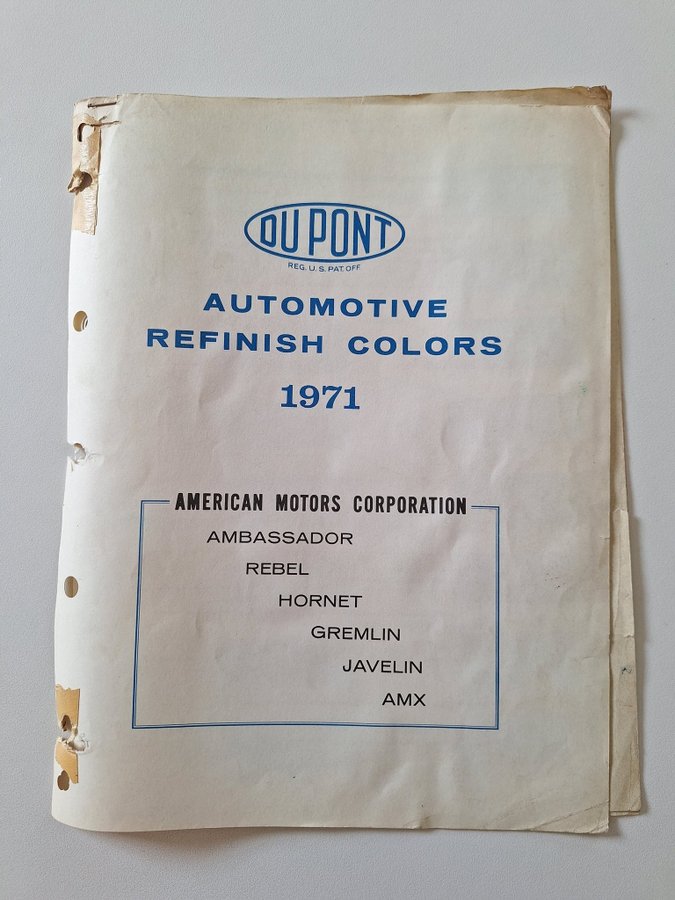 DU PONT
REG. U. S. PAT. OFF.
AUTOMOTIVE
REFINISH COLORS
1971
AMERICAN MOTORS CORPORATION
AMBASSADOR
REBEL
HORNET
GREMLIN
JAVELIN
AMX